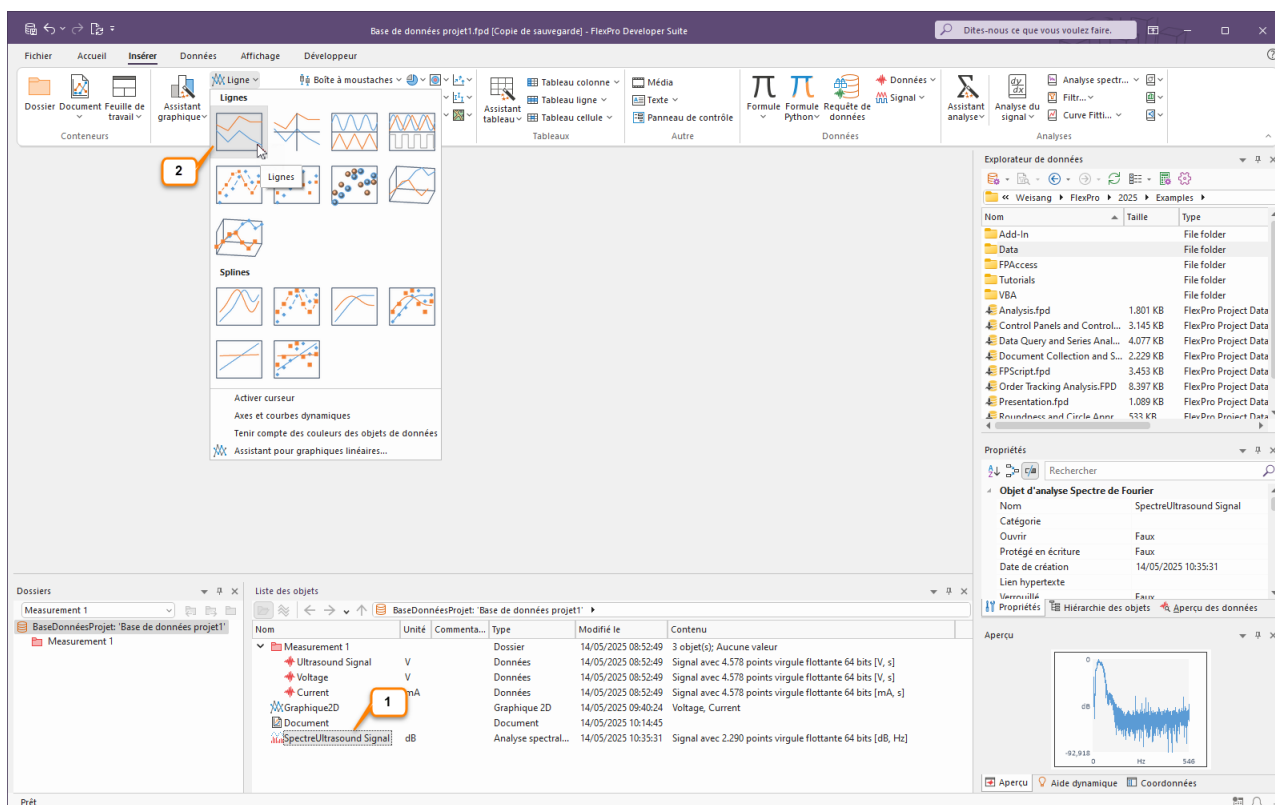 Base de données projet1.fpd [Copie de sauvegarde] - FlexPro Developer Suite
Dites-nous ce que vous voulez faire.
Fichier Accueil Insérer Données Affichage Développeur
Dossier Document Feuille de travail
Conteneurs
Assistant graphique
Ligne
Boîte à moustaches
Assistant tableau
Tableau colonne
Tableau ligne
Tableau cellule
Tableaux
Média
Texte
Panneau de contrôle
Autre
Formule Formule Python Requête de données
Données
Signal
Données
Assistant analyse
Analyse du signal
Analyse spectr...
Filtr...
Curve Fitti...
Analyses
Lignes
2
Lignes
Splines
Activer curseur
Axes et courbes dynamiques
Tenir compte des couleurs des objets de données
Assistant pour graphiques linéaires...
Explorateur de données
« Weisang FlexPro 2025 Examples
Nom Taille Type
Add-In File folder
Data File folder
FPAccess File folder
Tutorials File folder
VBA File folder
Analysis.fpd 1.801 KB FlexPro Project Data
Control Panels and Control... 3.145 KB FlexPro Project Data
Data Query and Series Anal... 4.077 KB FlexPro Project Data
Document Collection and S... 2.229 KB FlexPro Project Data
FPScript.fpd 3.453 KB FlexPro Project Data
Order Tracking Analysis.FPD 8.397 KB FlexPro Project Data
Presentation.fpd 1.089 KB FlexPro Project Data
Roundness and Circle Appr... 533 KB FlexPro Project Data
Propriétés
Rechercher
Objet d'analyse Spectre de Fourier
Nom SpectreUltrasound Signal
Catégorie
Ouvrir Faux
Protégé en écriture Faux
Date de création 14/05/2025 10:35:31
Lien hypertexte
Verrouillé Faux
Propriétés Hiérarchie des objets Aperçu des données
Aperçu
0
dB
-92,918
0 Hz 546
Aperçu Aide dynamique Coordonnées
Dossiers
Measurement 1
BaseDonnéesProjet: 'Base de données projet1'
Measurement 1
Liste des objets
BaseDonnéesProjet: 'Base de données projet1'
Nom Unité Commenta... Type Modifié le Contenu
Measurement 1 Dossier 14/05/2025 08:52:49 3 objet(s); Aucune valeur
Ultrasound Signal V Données 14/05/2025 08:52:49 Signal avec 4.578 points virgule flottante 64 bits [V, s]
Voltage V Données 14/05/2025 08:52:49 Signal avec 4.578 points virgule flottante 64 bits [V, s]
Current mA Données 14/05/2025 08:52:49 Signal avec 4.578 points virgule flottante 64 bits [mA, s]
1
Graphique2D Graphique 2D 14/05/2025 09:40:24 Voltage, Current
Document Document 14/05/2025 10:14:45
SpectreUltrasound Signal dB Analyse spectral... 14/05/2025 10:35:31 Signal avec 2.290 points virgule flottante 64 bits [dB, Hz]
Prêt